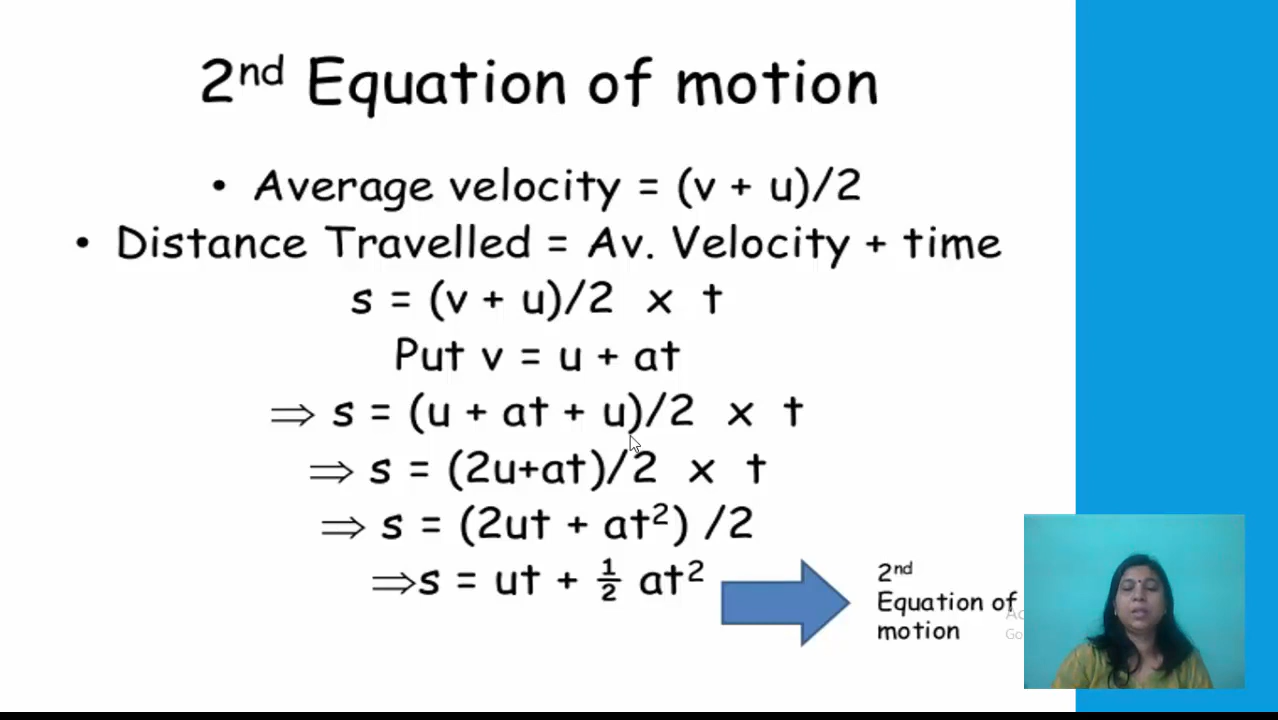 2nd Equation of motion
• Average velocity = (v + u)/2
• Distance Travelled = Av. Velocity + time
s = (v + u)/2 x t
Put v = u + at
⇒ s = (u + at + u)/2 x t
⇒ s = (2u+at)/2 x t
⇒ s = (2ut + at²) /2
⇒s = ut + ½ at²
2nd
Equation of
motion